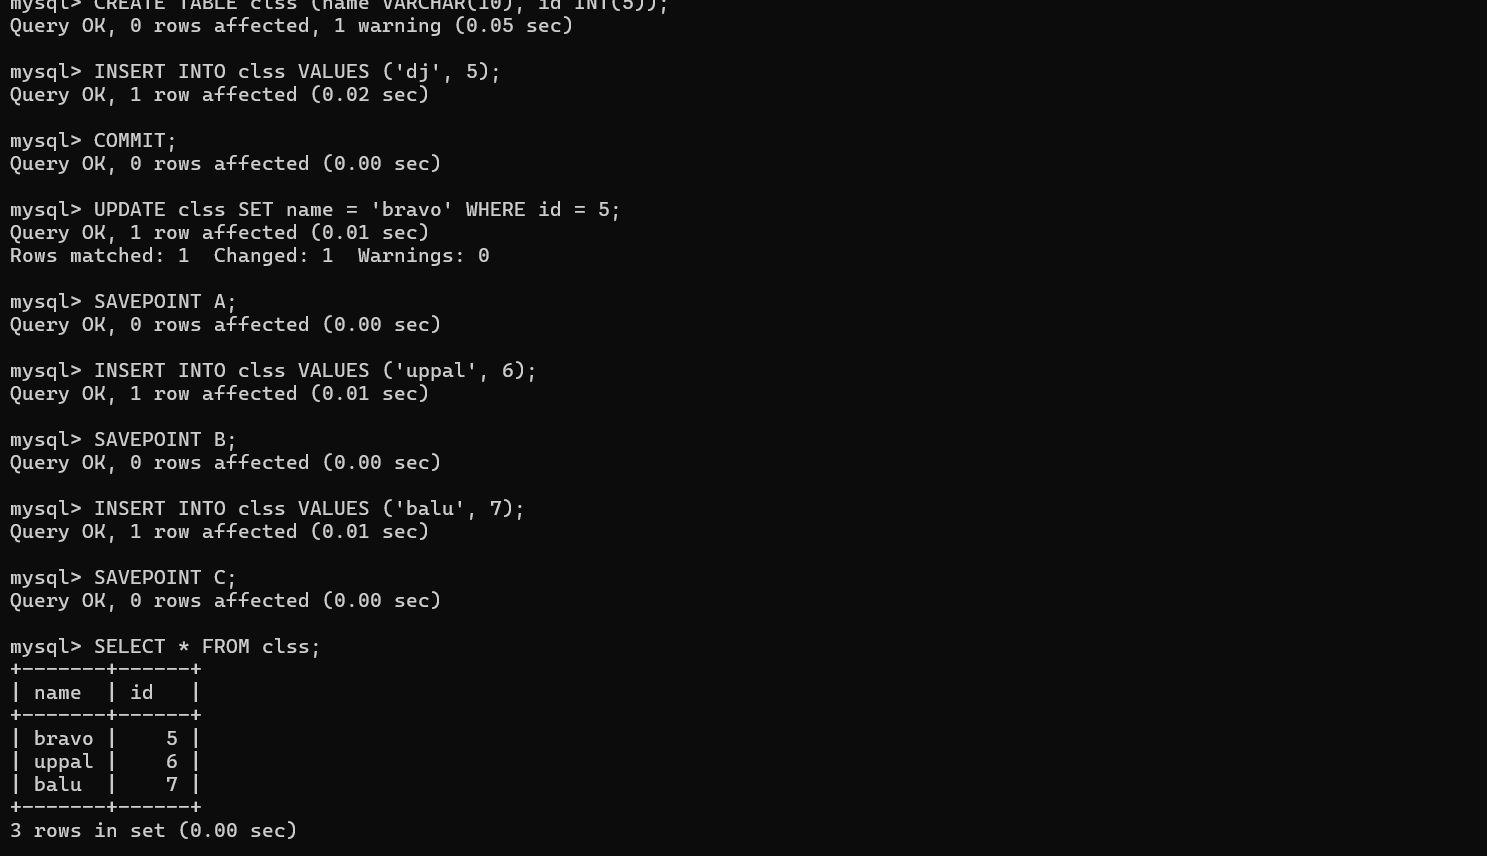 mysql> CREATE TABLE clss (name VARCHAR(10), id INT(5));
Query OK, 0 rows affected, 1 warning (0.05 sec)

mysql> INSERT INTO clss VALUES ('dj', 5);
Query OK, 1 row affected (0.02 sec)

mysql> COMMIT;
Query OK, 0 rows affected (0.00 sec)

mysql> UPDATE clss SET name = 'bravo' WHERE id = 5;
Query OK, 1 row affected (0.01 sec)
Rows matched: 1  Changed: 1  Warnings: 0

mysql> SAVEPOINT A;
Query OK, 0 rows affected (0.00 sec)

mysql> INSERT INTO clss VALUES ('uppal', 6);
Query OK, 1 row affected (0.01 sec)

mysql> SAVEPOINT B;
Query OK, 0 rows affected (0.00 sec)

mysql> INSERT INTO clss VALUES ('balu', 7);
Query OK, 1 row affected (0.01 sec)

mysql> SAVEPOINT C;
Query OK, 0 rows affected (0.00 sec)

mysql> SELECT * FROM clss;
+-------+------+
| name  | id   |
+-------+------+
| bravo |    5 |
| uppal |    6 |
| balu  |    7 |
+-------+------+
3 rows in set (0.00 sec)